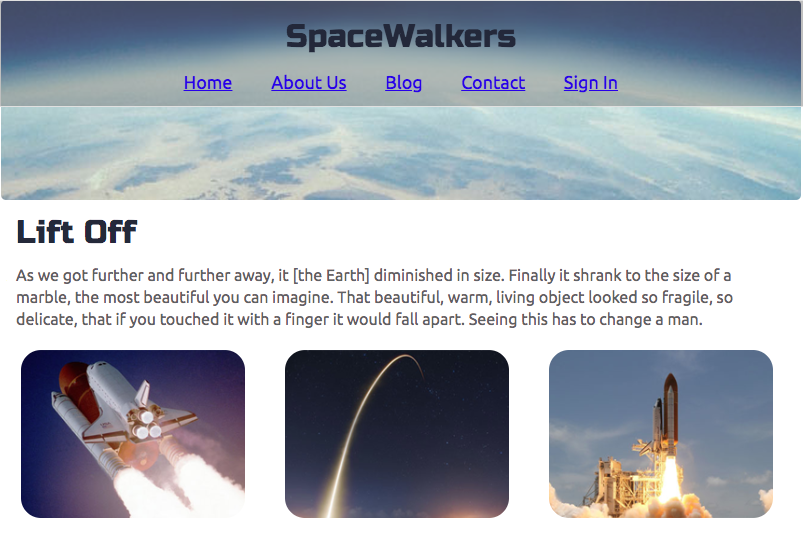 SpaceWalkers
Home About Us Blog Contact Sign In
Lift Off
As we got further and further away, it [the Earth] diminished in size. Finally it shrank to the size of a
marble, the most beautiful you can imagine. That beautiful, warm, living object looked so fragile, so
delicate, that if you touched it with a finger it would fall apart. Seeing this has to change a man.